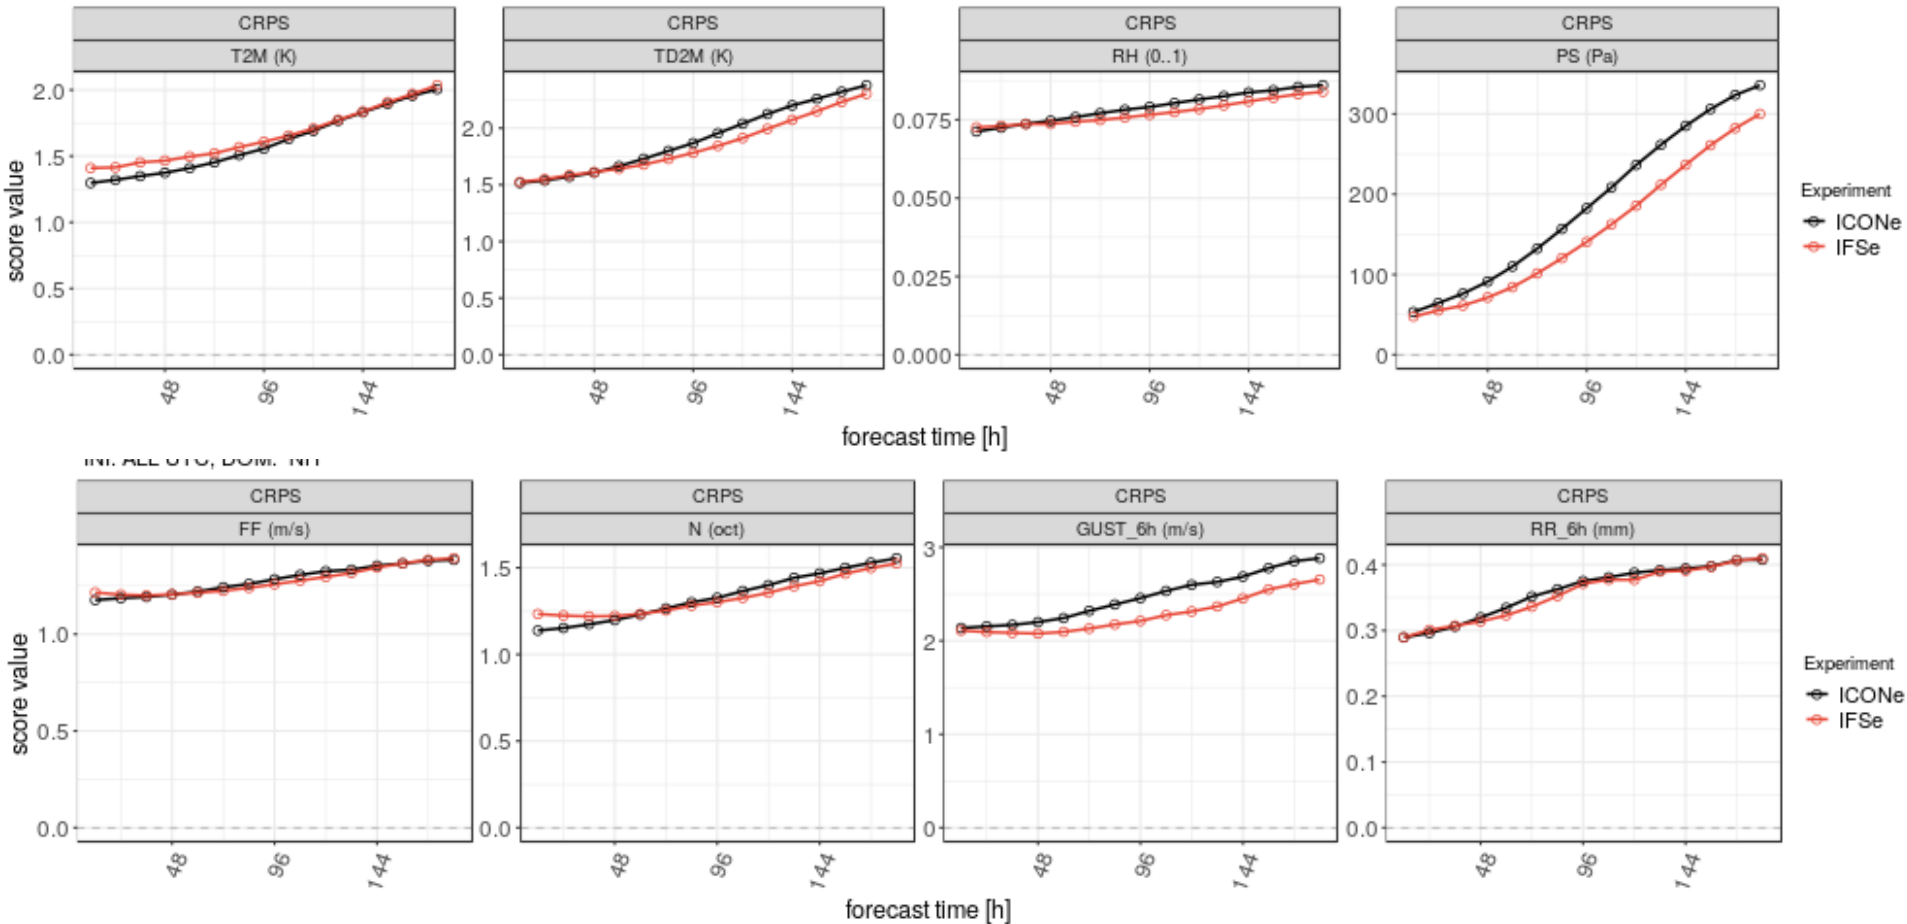 CRPS CRPS CRPS CRPS
T2M (K) TD2M (K) RH (0..1) PS (Pa)
score value
2.0
1.5
1.0
0.5
0.0
2.0
1.5
1.0
0.5
0.0
0.075
0.050
0.025
0.000
300
200
100
0
48 96 144 48 96 144 48 96 144 48 96 144
forecast time [h]
Experiment
ICONe
IFSe
INI: ALL UTC, DOM:
CRPS CRPS CRPS CRPS
FF (m/s) N (oct) GUST_6h (m/s) RR_6h (mm)
score value
1.0
0.5
0.0
1.5
1.0
0.5
0.0
3
2
1
0
0.4
0.3
0.2
0.1
0.0
48 96 144 48 96 144 48 96 144 48 96 144
forecast time [h]
Experiment
ICONe
IFSe